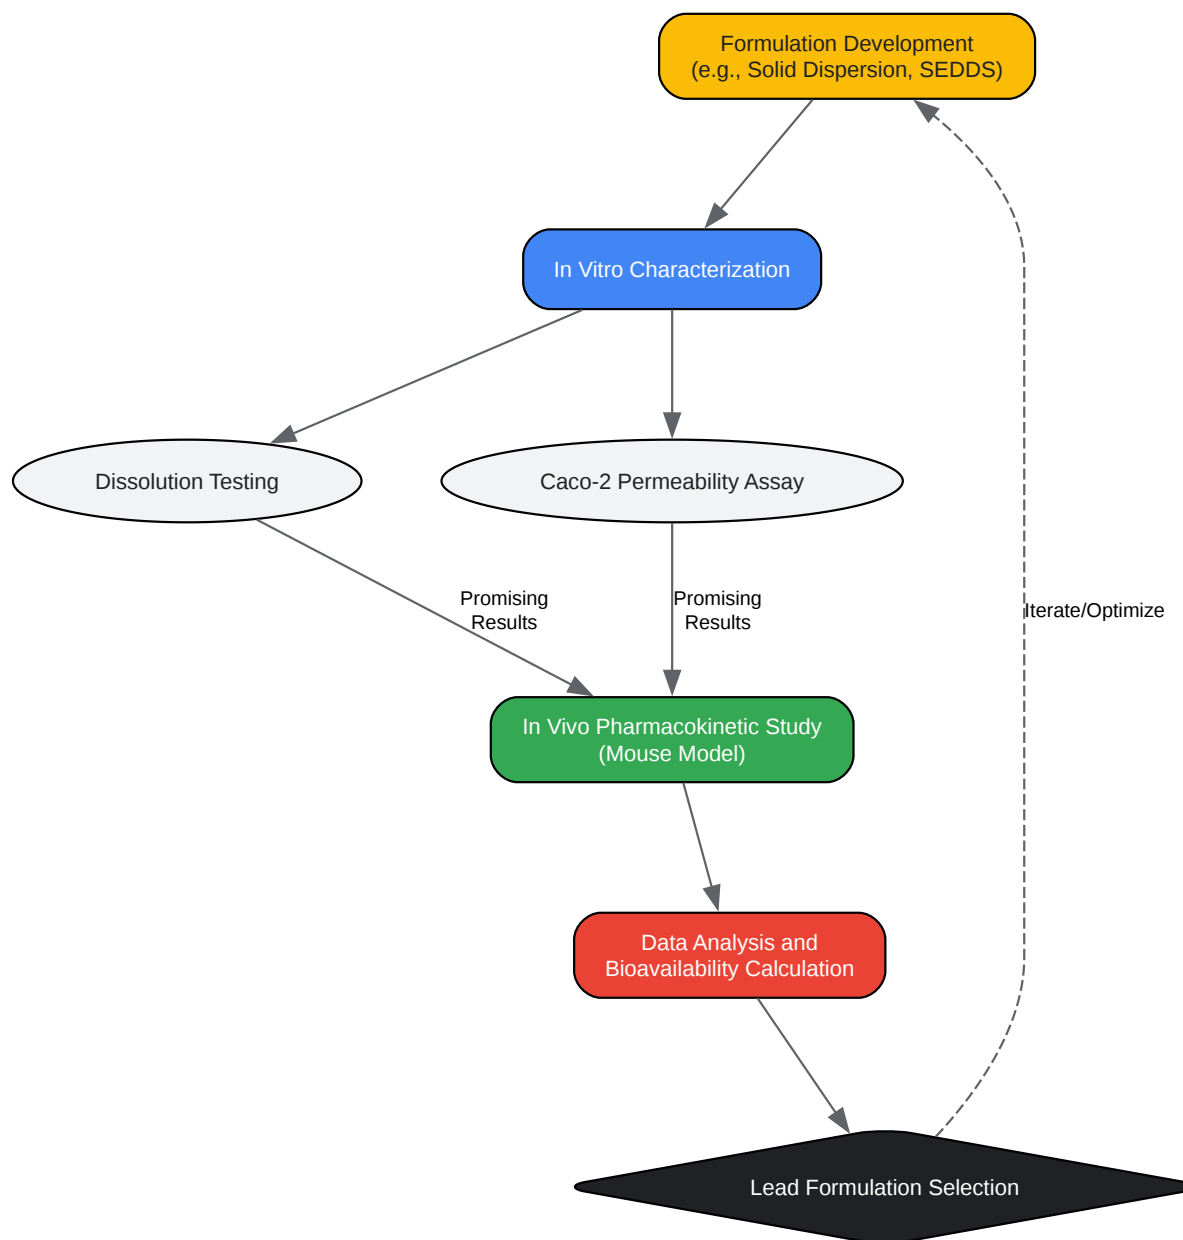 Formulation Development
(e.g., Solid Dispersion, SEDDS)
In Vitro Characterization
Dissolution Testing
Caco-2 Permeability Assay
Promising
Results
Promising
Results
Iterate/Optimize
In Vivo Pharmacokinetic Study
(Mouse Model)
Data Analysis and
Bioavailability Calculation
Lead Formulation Selection